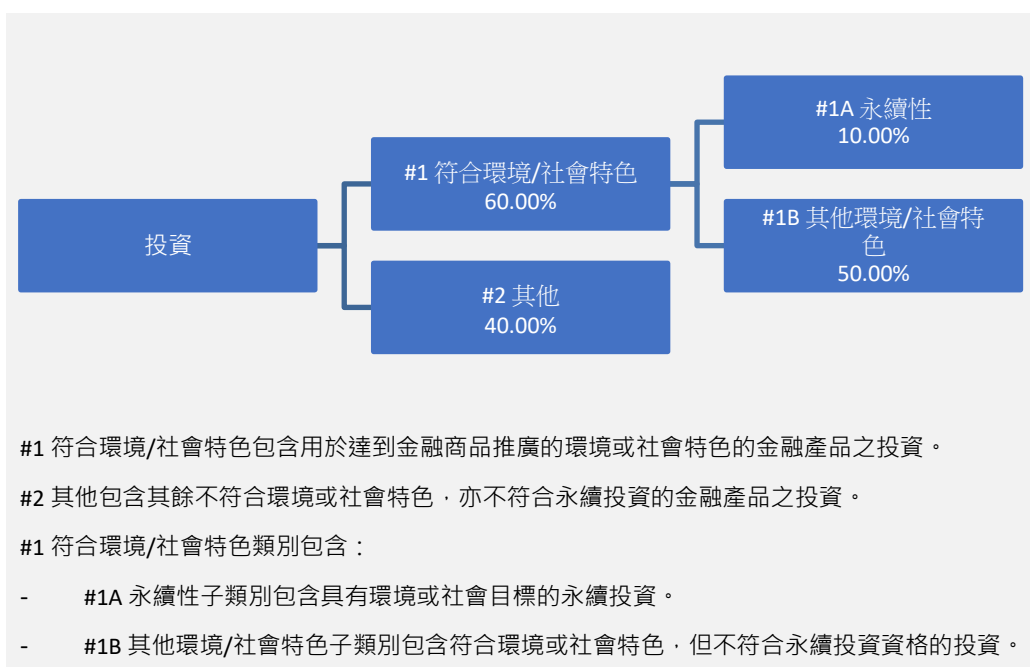 #1A 永續性
10.00%
#1 符合環境/社會特色
60.00%
#1B 其他環境/社會特
色
50.00%
投資
#2 其他
40.00%
#1 符合環境/社會特色包含用於達到金融商品推廣的環境或社會特色的金融產品之投資。
#2 其他包含其餘不符合環境或社會特色，亦不符合永續投資的金融產品之投資。
#1 符合環境/社會特色類別包含：
- #1A 永續性子類別包含具有環境或社會目標的永續投資。
- #1B 其他環境/社會特色子類別包含符合環境或社會特色，但不符合永續投資資格的投資。